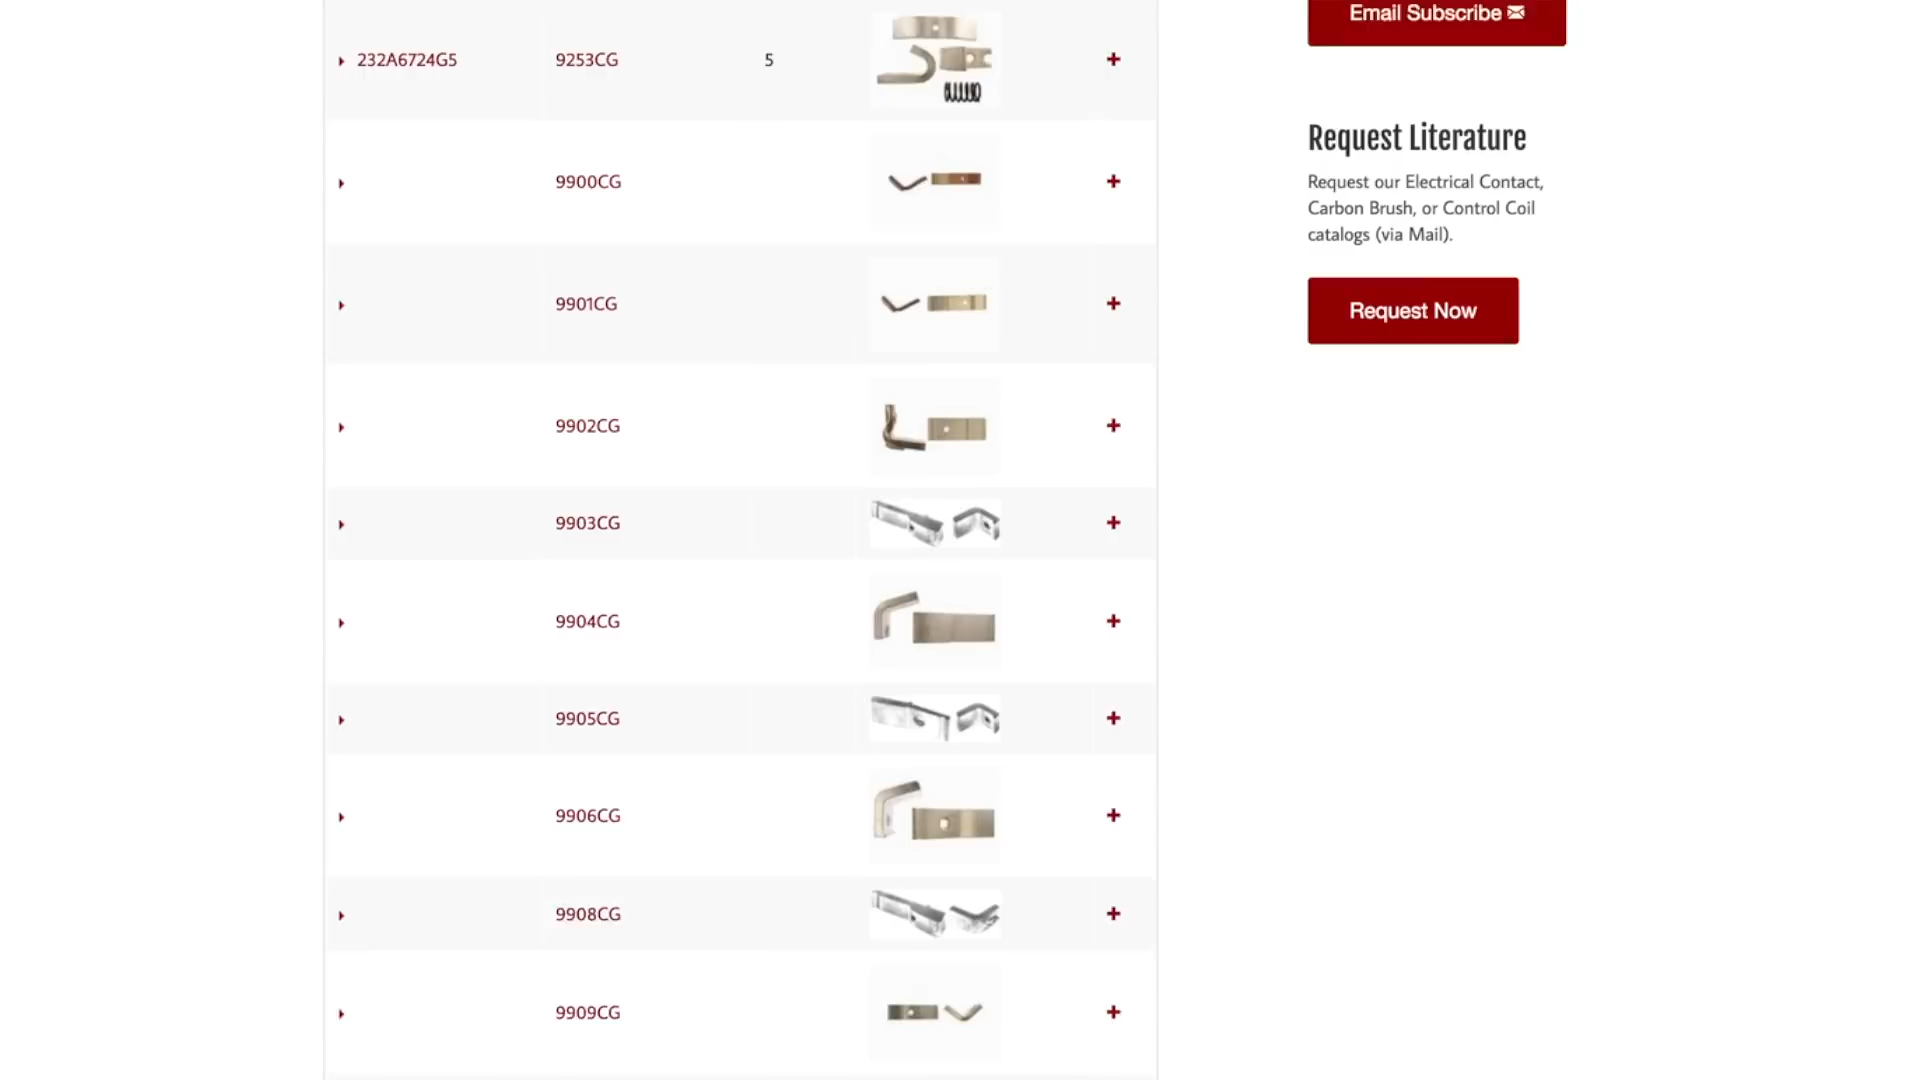 232A6724G5 9253CG 5
9900CG
9901CG
9902CG
9903CG
9904CG
9905CG
9906CG
9908CG
9909CG
Email Subscribe
Request Literature
Request our Electrical Contact,
Carbon Brush, or Control Coil
catalogs (via Mail).
Request Now